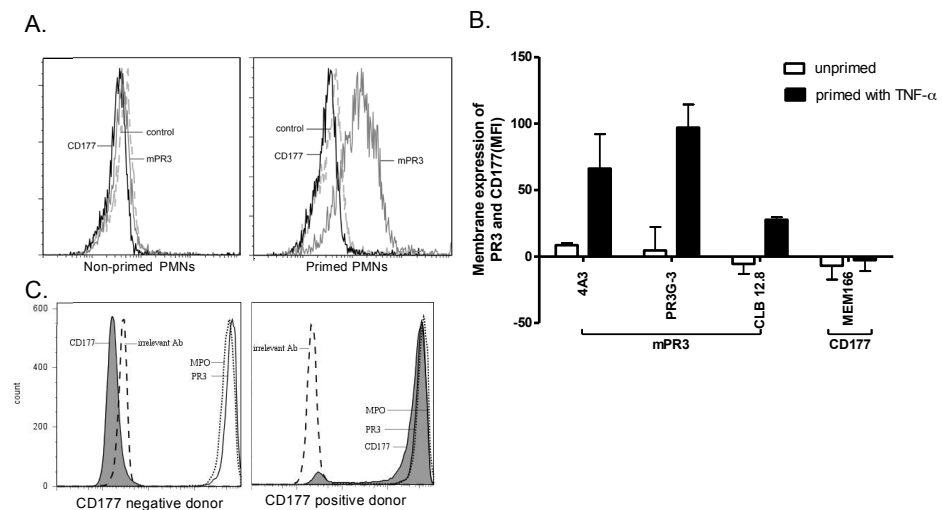 A.
CD177
control
mPR3
Non-primed PMNs
control
CD177
mPR3
Primed PMNs
B.
Membrane expression of
PR3 and CD177(MFI)
150
100
50
0
-50
unprimed
primed with TNF-α
4A3
PR3G-3
CLB 12.8
MEM166
mPR3
CD177
C.
count
600
400
200
0
CD177
irrelevant Ab
MPO
PR3
CD177 negative donor
irrelevant Ab
MPO
PR3
CD177
CD177 positive donor